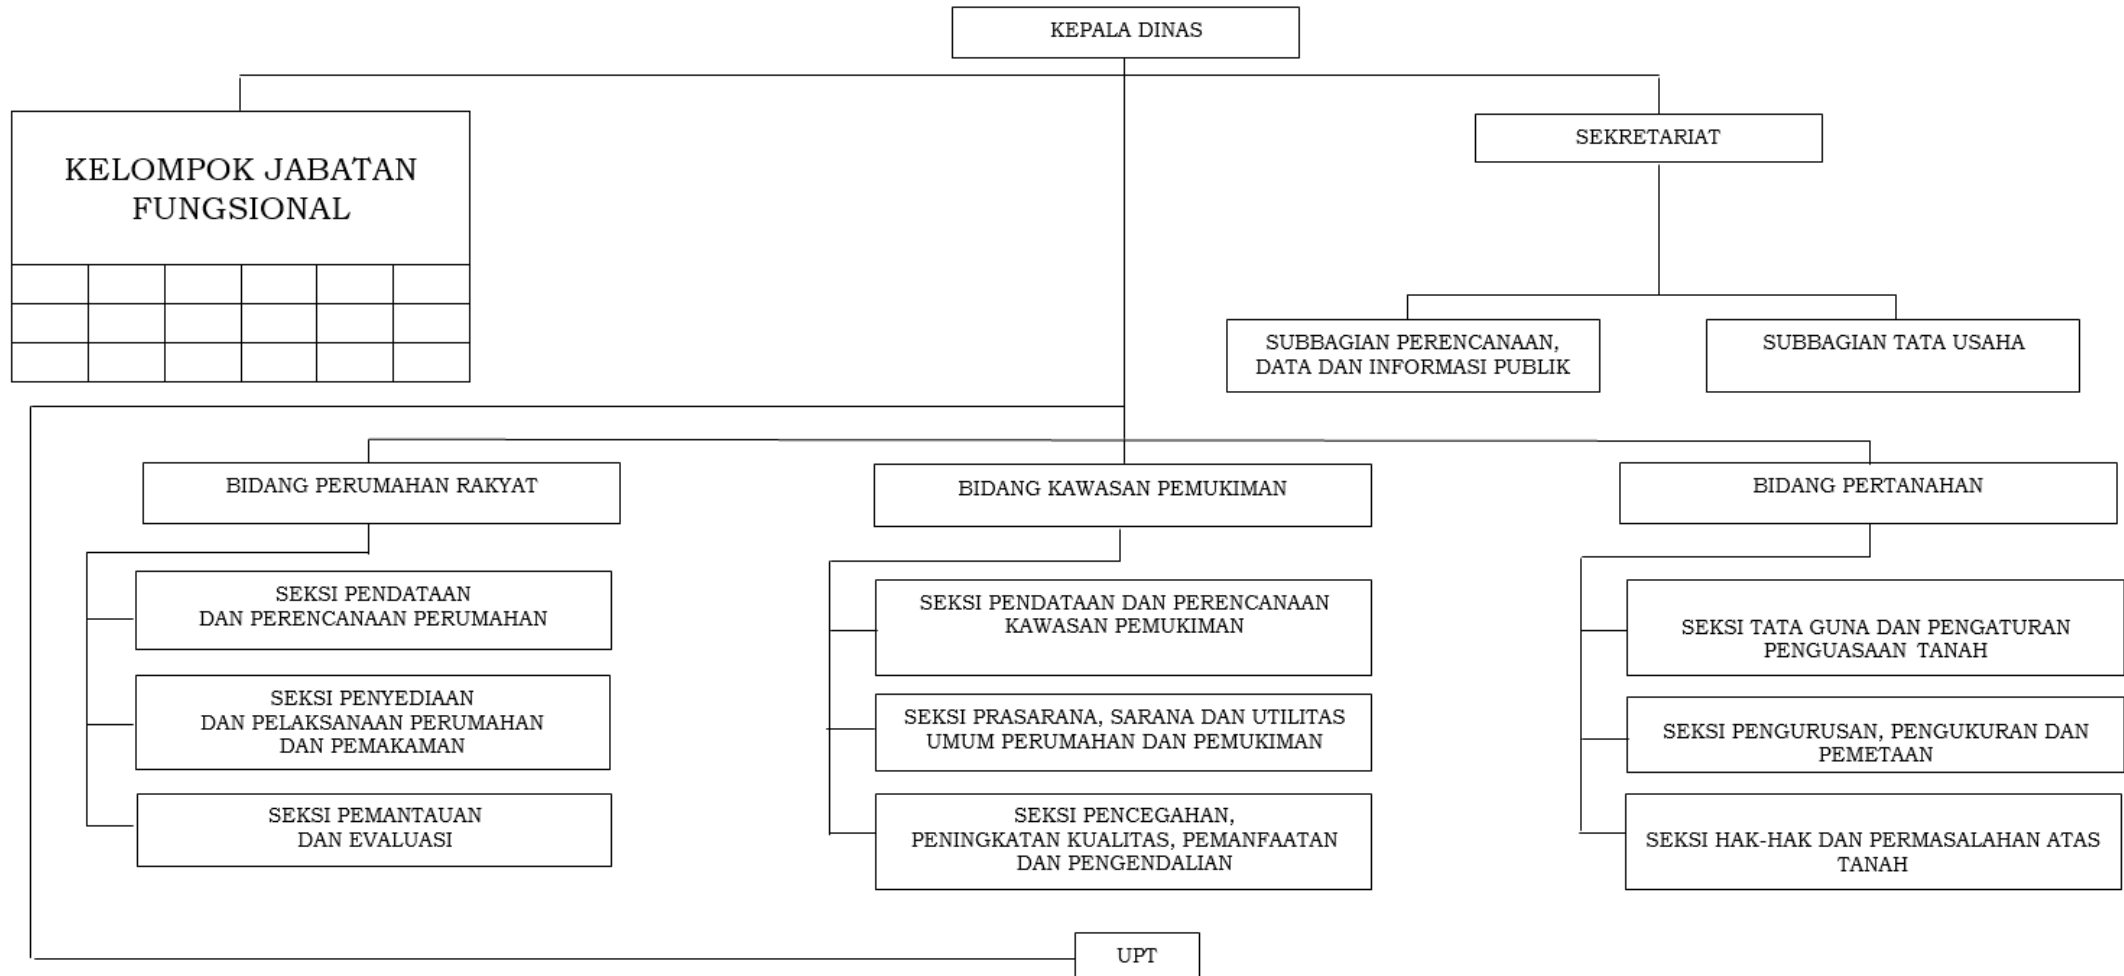 KEPALA DINAS
KELOMPOK JABATAN
FUNGSIONAL
SEKRETARIAT
SUBBAGIAN PERENCANAAN,
DATA DAN INFORMASI PUBLIK
SUBBAGIAN TATA USAHA
BIDANG PERUMAHAN RAKYAT
SEKSI PENDATAAN
DAN PERENCANAAN PERUMAHAN
SEKSI PENYEDIAAN
DAN PELAKSANAAN PERUMAHAN
DAN PEMAKAMAN
SEKSI PEMANTAUAN
DAN EVALUASI
BIDANG KAWASAN PEMUKIMAN
SEKSI PENDATAAN DAN PERENCANAAN
KAWASAN PEMUKIMAN
SEKSI PRASARANA, SARANA DAN UTILITAS
UMUM PERUMAHAN DAN PEMUKIMAN
SEKSI PENCEGAHAN,
PENINGKATAN KUALITAS, PEMANFAATAN
DAN PENGENDALIAN
BIDANG PERTANAHAN
SEKSI TATA GUNA DAN PENGATURAN
PENGUASAAN TANAH
SEKSI PENGURUSAN, PENGUKURAN DAN
PEMETAAN
SEKSI HAK-HAK DAN PERMASALAHAN ATAS
TANAH
UPT